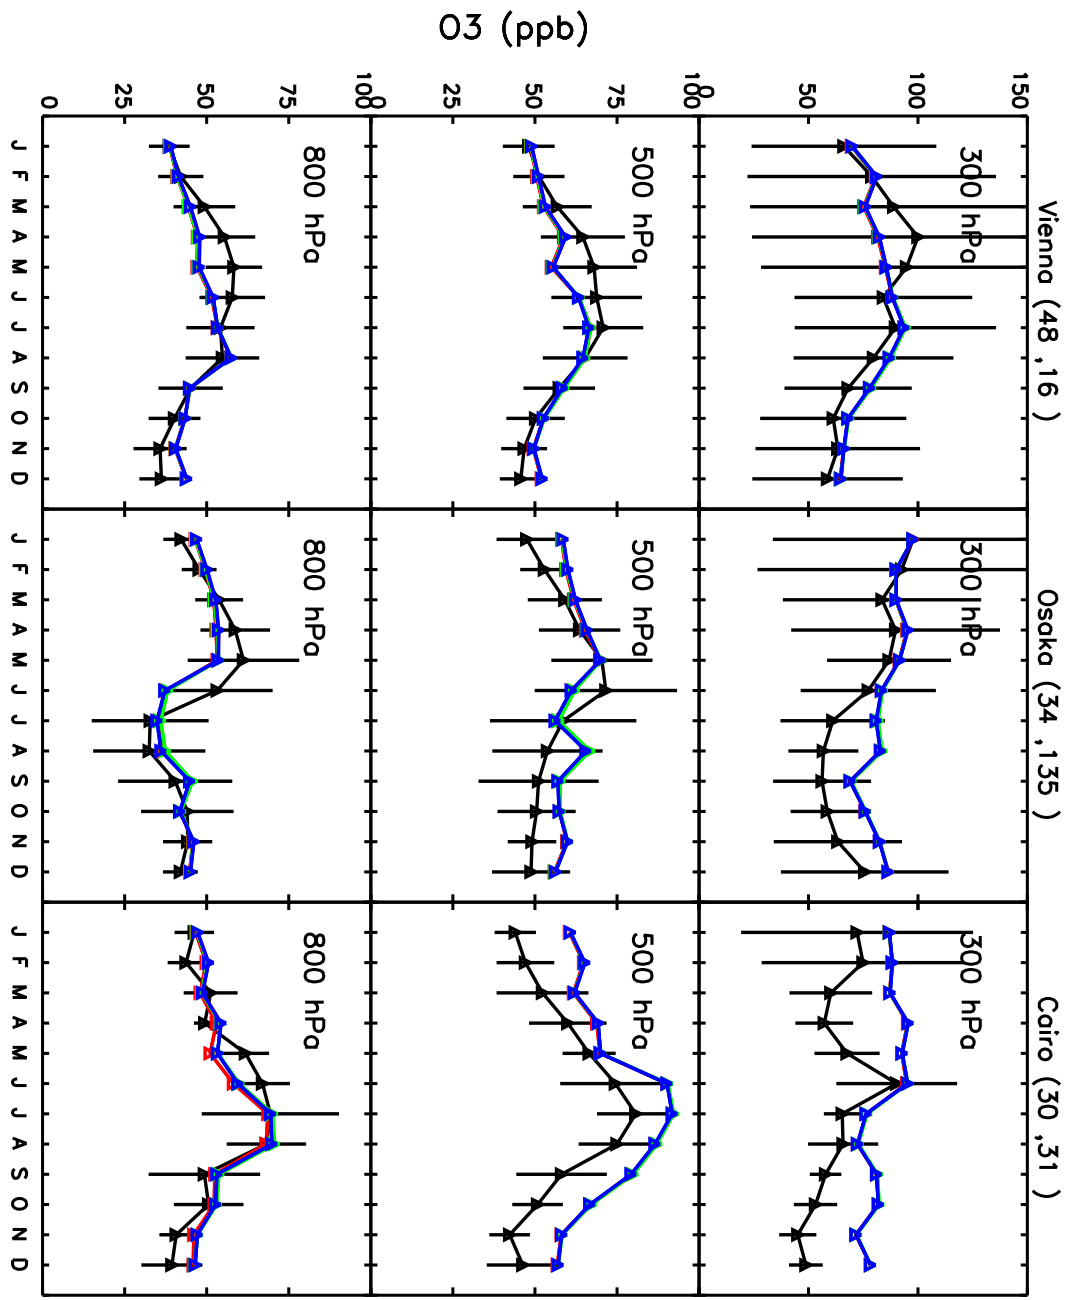 Vienna (48 ,16 )
Osaka (34 ,135 )
Cairo (30 ,31 )
O3 (ppb)
150
100
50
0
300 hPa
300 hPa
300 hPa
100
75
50
25
0
500 hPa
500 hPa
500 hPa
100
75
50
25
0
800 hPa
800 hPa
800 hPa
J F M A M J J A S O N D
J F M A M J J A S O N D
J F M A M J J A S O N D